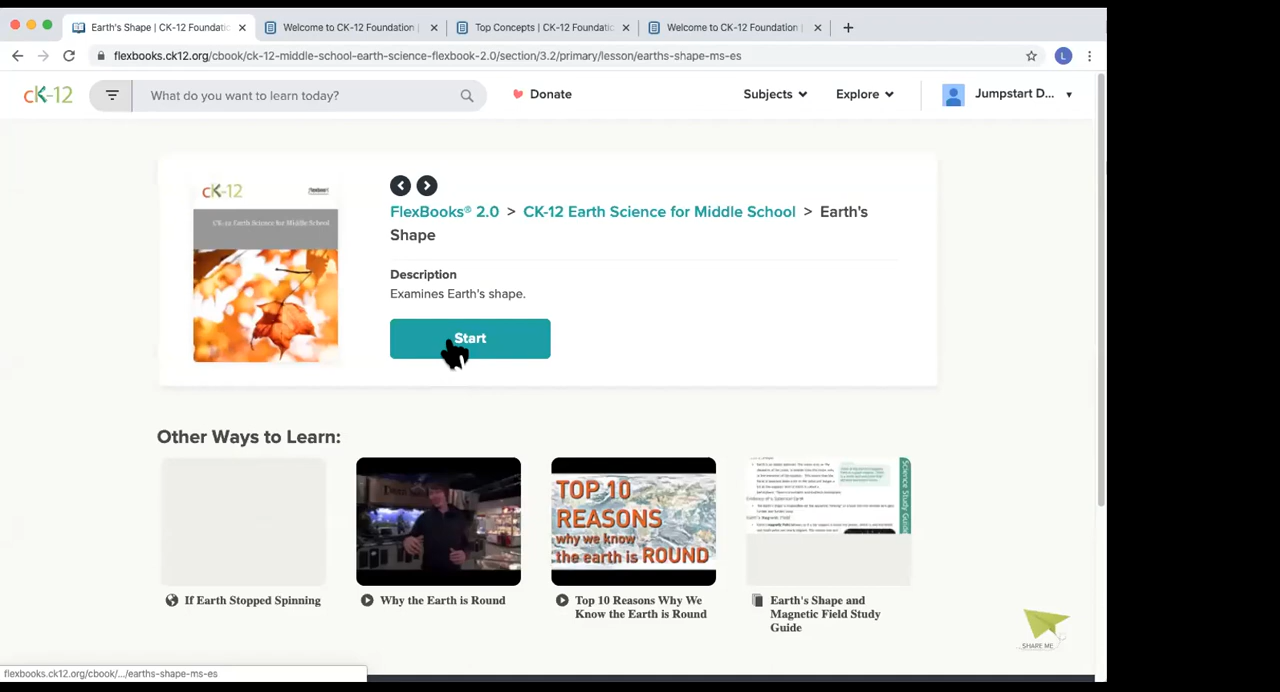 Earth's Shape | CK-12 Foundatio
Welcome to CK-12 Foundation |
Top Concepts | CK-12 Foundatio
Welcome to CK-12 Foundation |
flexbooks.ck12.org/cbook/ck-12-middle-school-earth-science-flexbook-2.0/section/3.2/primary/lesson/earths-shape-ms-es
L
cK-12
What do you want to learn today?
Donate
Subjects
Explore
Jumpstart D...
cK-12
flexbook
CK-12 Earth Science for Middle School
FlexBooks® 2.0 > CK-12 Earth Science for Middle School > Earth's
Shape
Description
Examines Earth's shape.
Start
Other Ways to Learn:
TOP 10
REASONS
why we know
the earth is ROUND
Science Study Guide
If Earth Stopped Spinning
Why the Earth is Round
Top 10 Reasons Why We
Know the Earth is Round
Earth's Shape and
Magnetic Field Study
Guide
SHARE ME
flexbooks.ck12.org/cbook/.../earths-shape-ms-es